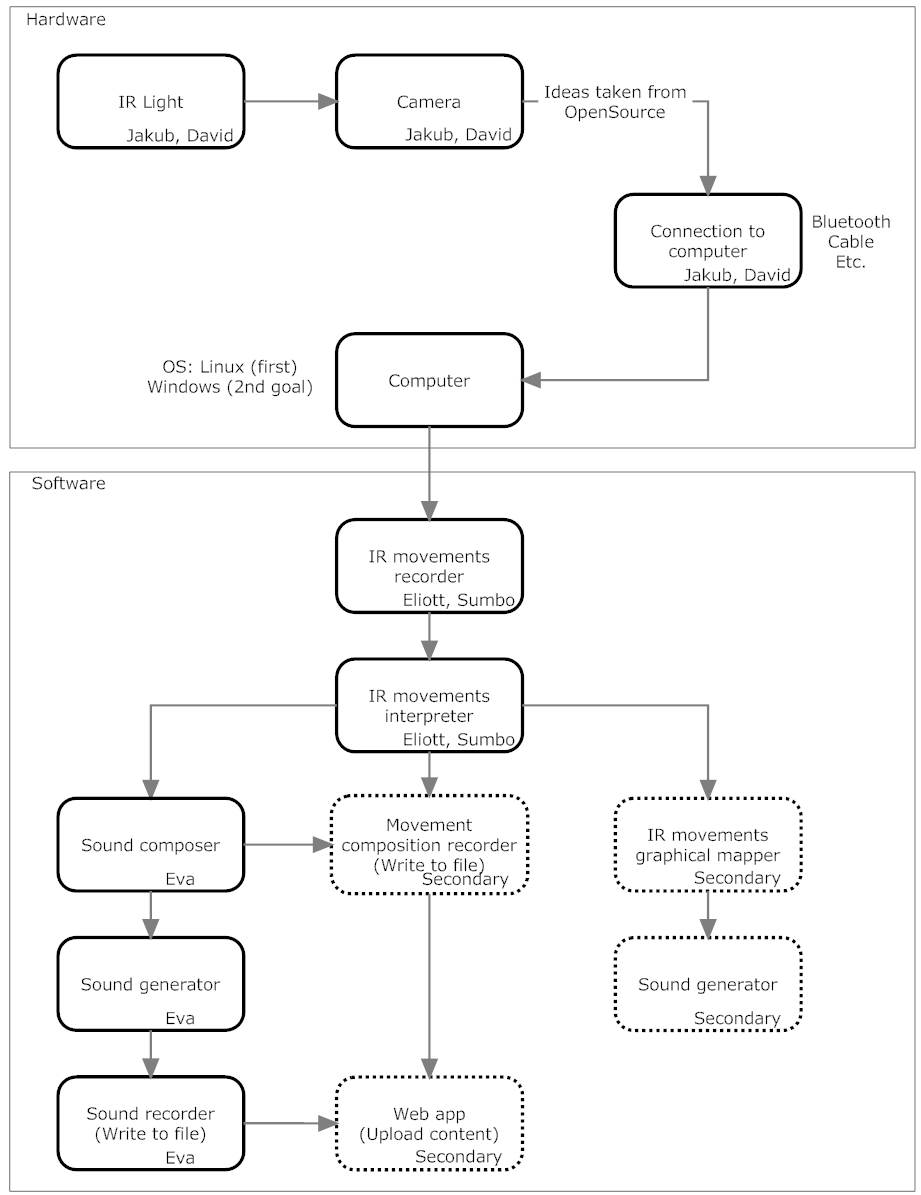 Hardware
IR Light
Jakub, David
Camera
Jakub, David
Ideas taken from
OpenSource
Connection to
computer
Jakub, David
Bluetooth
Cable
Etc.
OS: Linux (first)
Windows (2nd goal)
Computer
Software
IR movements
recorder
Eliott, Sumbo
IR movements
interpreter
Eliott, Sumbo
Sound composer
Eva
Movement
composition recorder
(Write to file)
Secondary
IR movements
graphical mapper
Secondary
Sound generator
Eva
Sound generator
Secondary
Sound recorder
(Write to file)
Eva
Web app
(Upload content)
Secondary